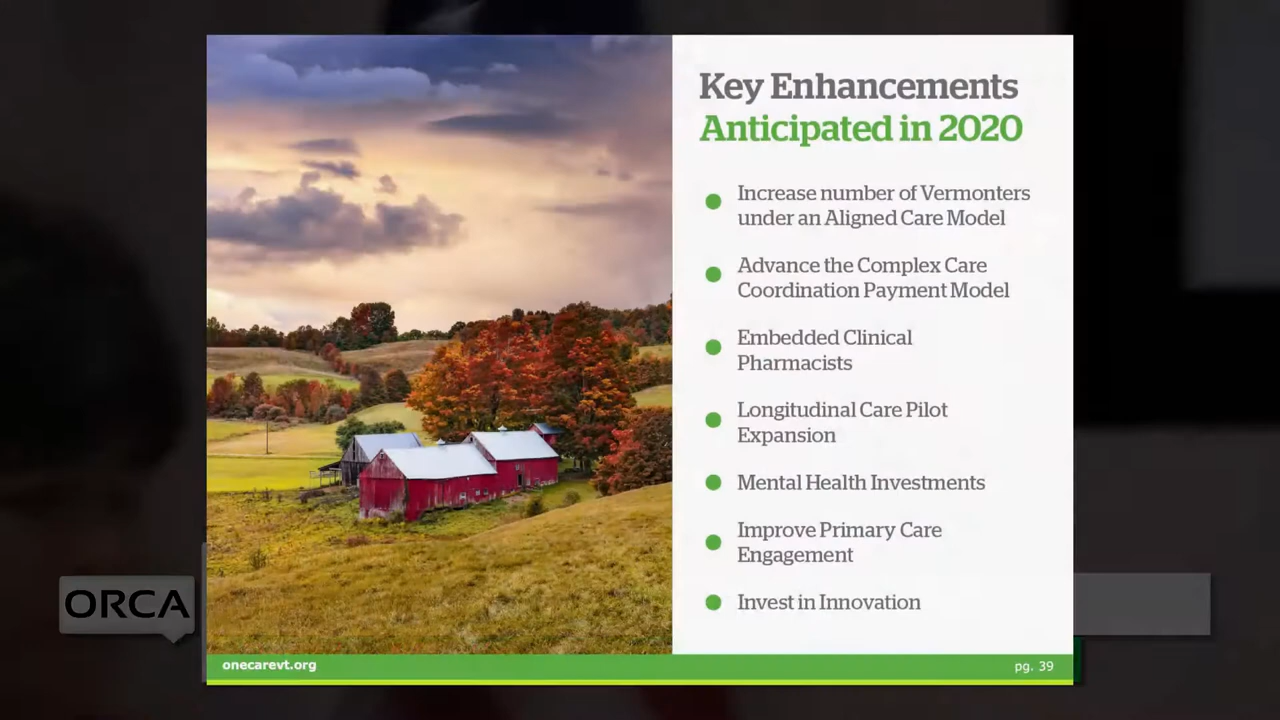 Key Enhancements
Anticipated in 2020
Increase number of Vermonters
under an Aligned Care Model
Advance the Complex Care
Coordination Payment Model
Embedded Clinical
Pharmacists
Longitudinal Care Pilot
Expansion
Mental Health Investments
Improve Primary Care
Engagement
Invest in Innovation
ORCA
onecarevt.org
pg. 39